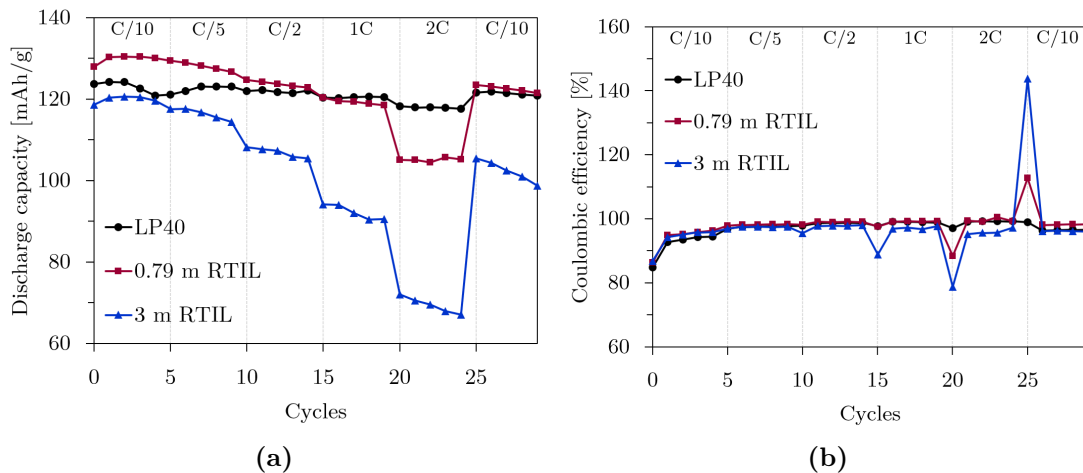 C/10 C/5 C/2 1C 2C C/10
140
120
100
80
60
0 5 10 15 20 25
Discharge capacity [mAh/g]
Cycles
LP40
0.79 m RTIL
3 m RTIL
(a)
C/10 C/5 C/2 1C 2C C/10
160
140
120
100
80
60
0 5 10 15 20 25
Coulombic efficiency [%]
Cycles
LP40
0.79 m RTIL
3 m RTIL
(b)